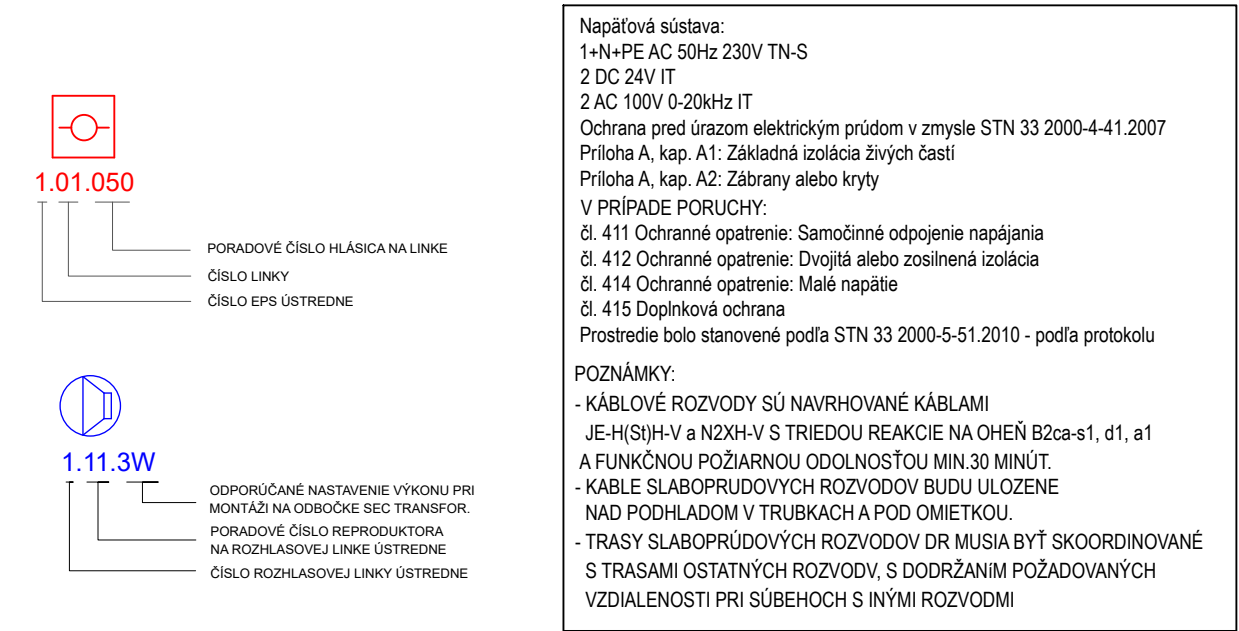 1.01.050
PORADOVÉ ČÍSLO HLÁSICA NA LINKE
ČÍSLO LINKY
ČÍSLO EPS ÚSTREDNE
1.11.3W
ODPORÚČANÉ NASTAVENIE VÝKONU PRI
MONTÁŽI NA ODBOČKE SEC TRANSFOR.
PORADOVÉ ČÍSLO REPRODUKTORA
NA ROZHLASOVEJ LINKE ÚSTREDNE
ČÍSLO ROZHLASOVEJ LINKY ÚSTREDNE
Napäťová sústava:
1+N+PE AC 50Hz 230V TN-S
2 DC 24V IT
2 AC 100V 0-20kHz IT
Ochrana pred úrazom elektrickým prúdom v zmysle STN 33 2000-4-41.2007
Príloha A, kap. A1: Základná izolácia živých častí
Príloha A, kap. A2: Zábrany alebo kryty
V PRÍPADE PORUCHY:
čl. 411 Ochranné opatrenie: Samočinné odpojenie napájania
čl. 412 Ochranné opatrenie: Dvojitá alebo zosilnená izolácia
čl. 414 Ochranné opatrenie: Malé napätie
čl. 415 Doplnková ochrana
Prostredie bolo stanovené podľa STN 33 2000-5-51.2010 - podľa protokolu
POZNÁMKY:
- KÁBLOVÉ ROZVODY SÚ NAVRHOVANÉ KÁBLAMI
JE-H(St)H-V a N2XH-V S TRIEDOU REAKCIE NA OHEŇ B2ca-s1, d1, a1
A FUNKČNOU POŽIARNOU ODOLNOSŤOU MIN.30 MINÚT.
- KABLE SLABOPRUDOVYCH ROZVODOV BUDU ULOZENE
NAD PODHLADOM V TRUBKACH A POD OMIETKOU.
- TRASY SLABOPRÚDOVÝCH ROZVODOV DR MUSIA BYŤ SKOORDINOVANÉ
S TRASAMI OSTATNÝCH ROZVODV, S DODRŽANíM POŽADOVANÝCH
VZDIALENOSTI PRI SÚBEHOCH S INÝMI ROZVODMI